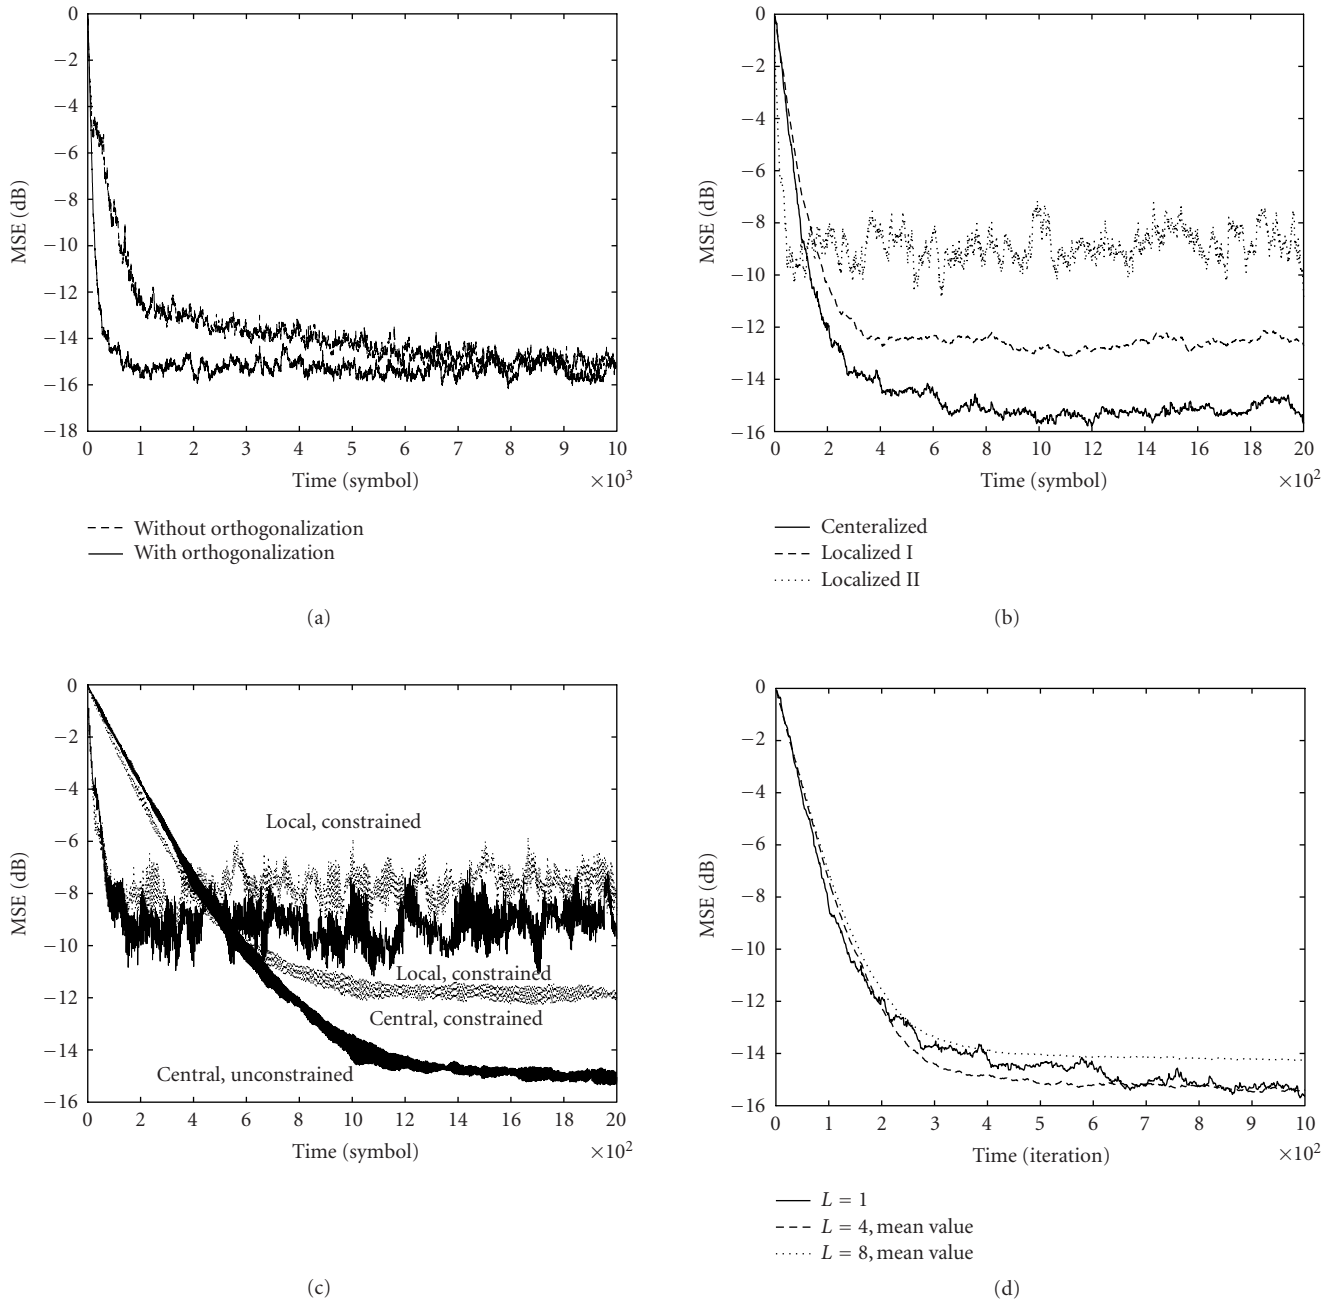 0
−2
−4
−6
−8
−10
−12
−14
−16
−18
MSE (dB)
0 1 2 3 4 5 6 7 8 9 10
Time (symbol) ×10³
Without orthogonalization
With orthogonalization
(a)
0
−2
−4
−6
−8
−10
−12
−14
−16
MSE (dB)
0 2 4 6 8 10 12 14 16 18 20
Time (symbol) ×10²
Centeralized
Localized I
Localized II
(b)
0
−2
−4
−6
−8
−10
−12
−14
−16
MSE (dB)
Local, constrained
Local, constrained
Central, constrained
Central, unconstrained
0 2 4 6 8 10 12 14 16 18 20
Time (symbol) ×10²
(c)
0
−2
−4
−6
−8
−10
−12
−14
−16
MSE (dB)
0 1 2 3 4 5 6 7 8 9 10
Time (iteration) ×10²
L = 1
L = 4, mean value
L = 8, mean value
(d)